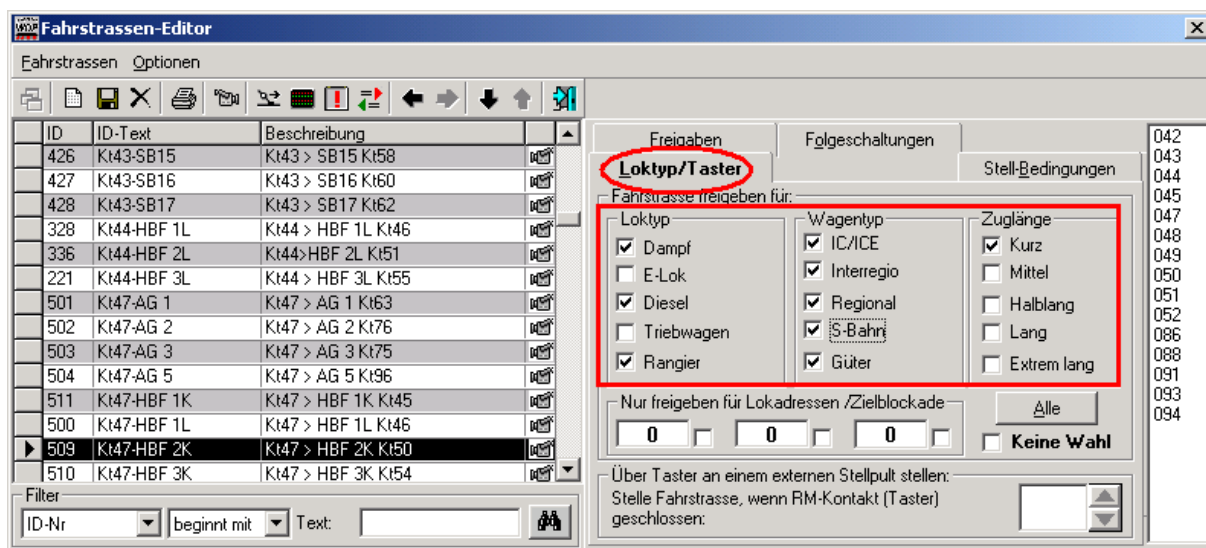 Fahrstrassen-Editor
Fahrstrassen Optionen
ID ID-Text Beschreibung
426 Kt43-SB15 Kt43 > SB15 Kt58
427 Kt43-SB16 Kt43 > SB16 Kt60
428 Kt43-SB17 Kt43 > SB17 Kt62
328 Kt44-HBF 1L Kt44 > HBF 1L Kt46
336 Kt44-HBF 2L Kt44>HBF 2L Kt51
221 Kt44-HBF 3L Kt44 > HBF 3L Kt55
501 Kt47-AG 1 Kt47 > AG 1 Kt63
502 Kt47-AG 2 Kt47 > AG 2 Kt76
503 Kt47-AG 3 Kt47 > AG 3 Kt75
504 Kt47-AG 5 Kt47 > AG 5 Kt96
511 Kt47-HBF 1K Kt47 > HBF 1K Kt45
500 Kt47-HBF 1L Kt47 > HBF 1L Kt46
509 Kt47-HBF 2K Kt47 > HBF 2K Kt50
510 Kt47-HBF 3K Kt47 > HBF 3K Kt54
Filter
ID-Nr beginnt mit Text:
Freigaben Folgeschaltungen
Loktyp/Taster Stell-Bedingungen
Fahrstrasse freigeben für:
Loktyp
Dampf
E-Lok
Diesel
Triebwagen
Rangier
Wagentyp
IC/ICE
Interregio
Regional
S-Bahn
Güter
Zuglänge
Kurz
Mittel
Halblang
Lang
Extrem lang
Nur freigeben für Lokadressen /Zielblockade
0 0 0
Alle
Keine Wahl
Über Taster an einem externen Stellpult stellen:
Stelle Fahrstrasse, wenn RM-Kontakt (Taster)
geschlossen:
042
043
044
045
047
048
049
050
051
052
086
088
091
093
094